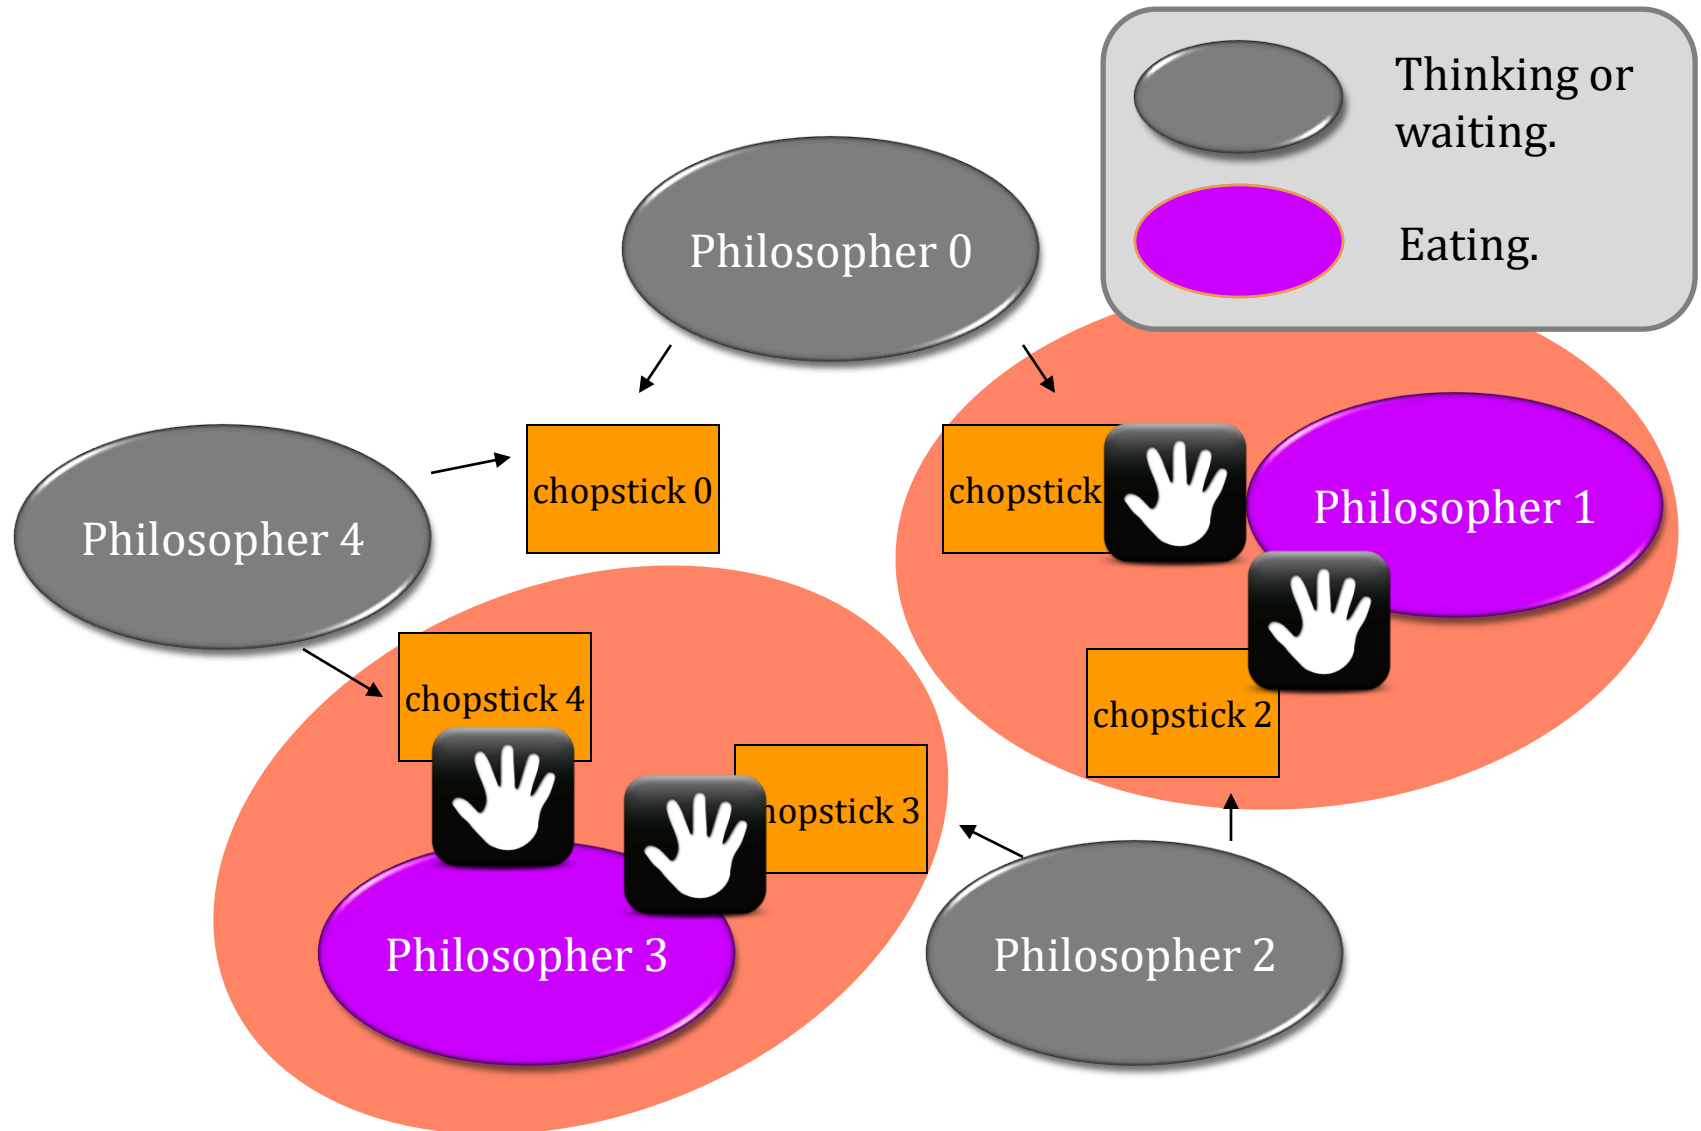 Thinking or
waiting.
Eating.
Philosopher 0
Philosopher 4
chopstick 0
chopstick
Philosopher 1
chopstick 4
chopstick 2
hopstick 3
Philosopher 3
Philosopher 2